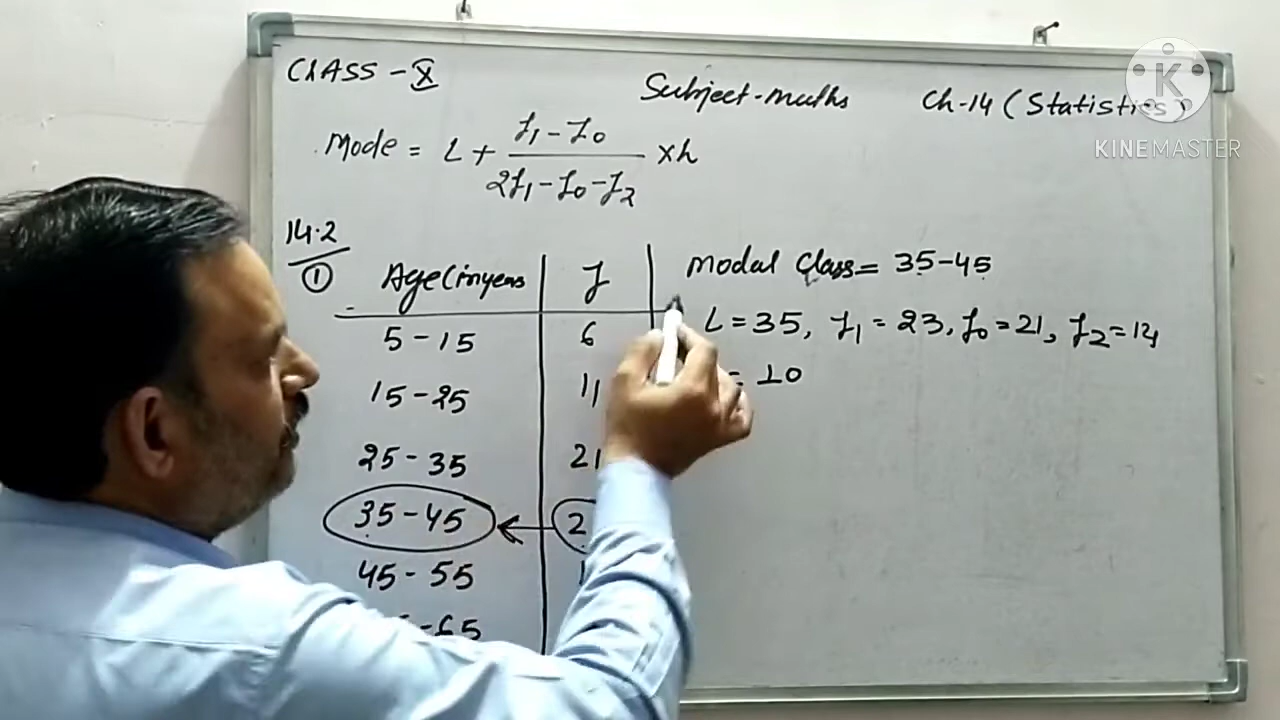 CLASS - X
Subject-maths
Ch-14 (Statistics)
K
KINEMASTER
Mode = L + f1 - f0 / 2f1 - f0 - f2 × h
14.2
1
Age (in years f
5 - 15 6
15 - 25 11
25 - 35 21
35 - 45 2
45 - 55 1
Modal Class = 35 - 45
L = 35, f1 = 23, f0 = 21, f2 = 14
= 10